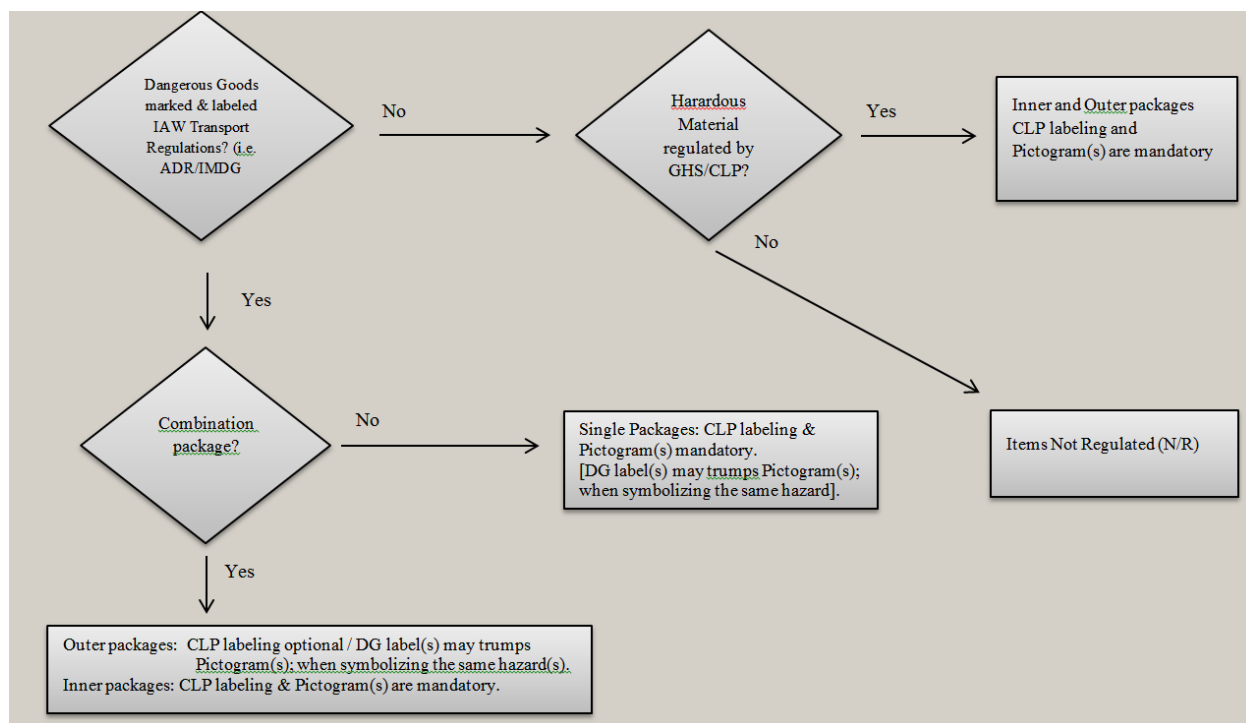 Dangerous Goods
marked & labeled
IAW Transport
Regulations? (i.e.
ADR/IMDG
No
Harardous
Material
regulated by
GHS/CLP?
Yes
Inner and Outer packages
CLP labeling and
Pictogram(s) are mandatory
No
Yes
Combination
package?
No
Single Packages: CLP labeling &
Pictogram(s) mandatory.
[DG label(s) may trumps Pictogram(s);
when symbolizing the same hazard].
Items Not Regulated (N/R)
Yes
Outer packages: CLP labeling optional / DG label(s) may trumps
Pictogram(s); when symbolizing the same hazard(s).
Inner packages: CLP labeling & Pictogram(s) are mandatory.